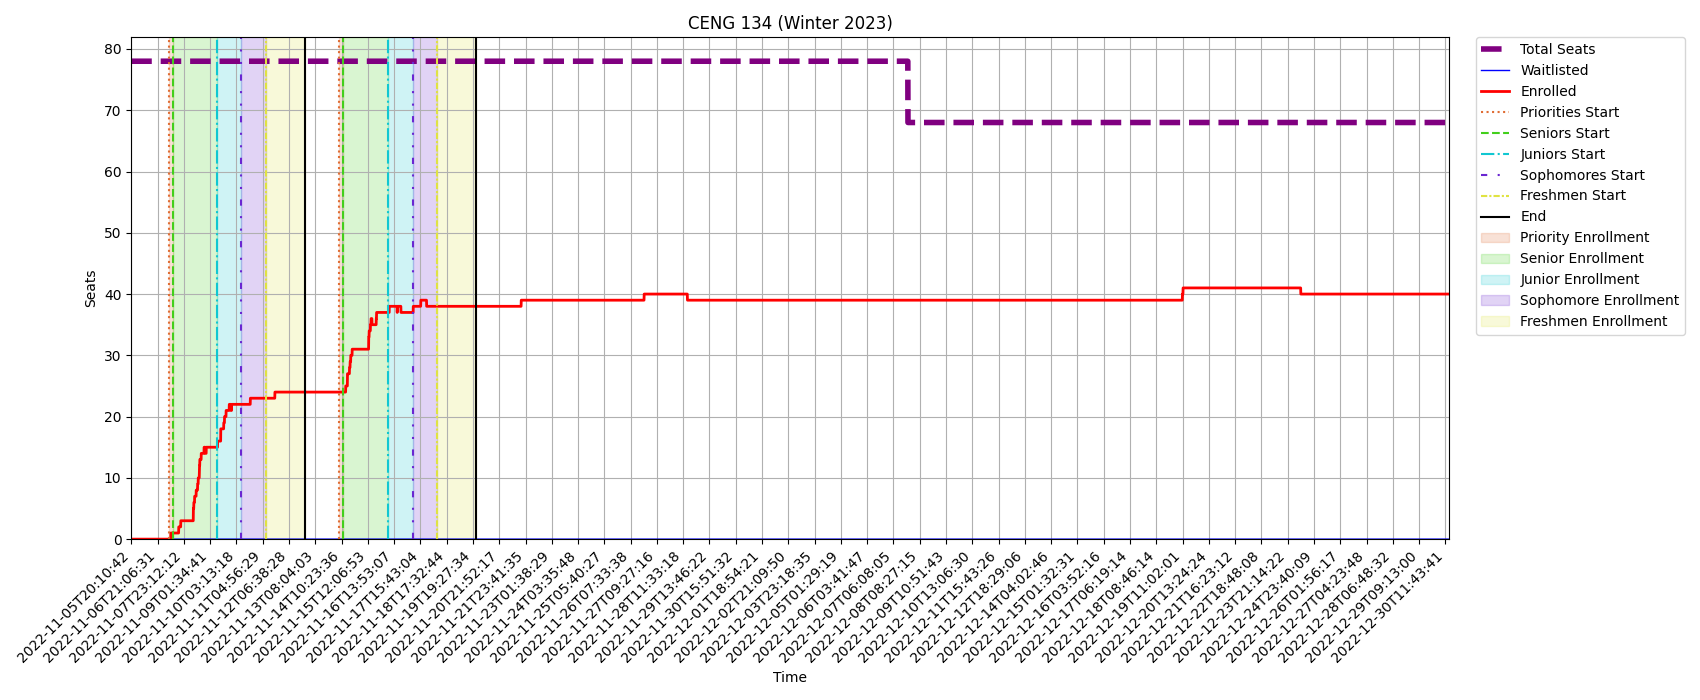 CENG 134 (Winter 2023)
Seats
80
70
60
50
40
30
20
10
0
2022-11-05T20:10:42
2022-11-06T21:06:31
2022-11-07T23:12:12
2022-11-09T01:34:41
2022-11-10T03:13:18
2022-11-11T04:56:29
2022-11-12T06:38:28
2022-11-13T08:04:03
2022-11-14T10:23:36
2022-11-15T12:06:53
2022-11-16T13:53:07
2022-11-17T15:43:04
2022-11-18T17:32:44
2022-11-19T19:27:34
2022-11-20T21:52:17
2022-11-21T23:41:35
2022-11-23T01:38:29
2022-11-24T03:35:48
2022-11-25T05:40:27
2022-11-26T07:33:38
2022-11-27T09:27:16
2022-11-28T11:33:18
2022-11-29T13:46:22
2022-11-30T15:51:32
2022-12-01T18:54:21
2022-12-02T21:09:50
2022-12-03T23:18:35
2022-12-05T01:29:19
2022-12-06T03:41:47
2022-12-07T06:08:05
2022-12-08T08:27:15
2022-12-09T10:51:43
2022-12-10T13:06:30
2022-12-11T15:43:26
2022-12-12T18:29:06
2022-12-14T04:02:46
2022-12-15T01:32:31
2022-12-16T03:52:16
2022-12-17T06:19:14
2022-12-18T08:46:14
2022-12-19T11:02:01
2022-12-20T13:24:24
2022-12-21T16:23:12
2022-12-22T18:48:08
2022-12-23T21:14:22
2022-12-24T23:40:09
2022-12-26T01:56:17
2022-12-27T04:23:48
2022-12-28T06:48:32
2022-12-29T09:13:00
2022-12-30T11:43:41
Time
Total Seats
Waitlisted
Enrolled
Priorities Start
Seniors Start
Juniors Start
Sophomores Start
Freshmen Start
End
Priority Enrollment
Senior Enrollment
Junior Enrollment
Sophomore Enrollment
Freshmen Enrollment